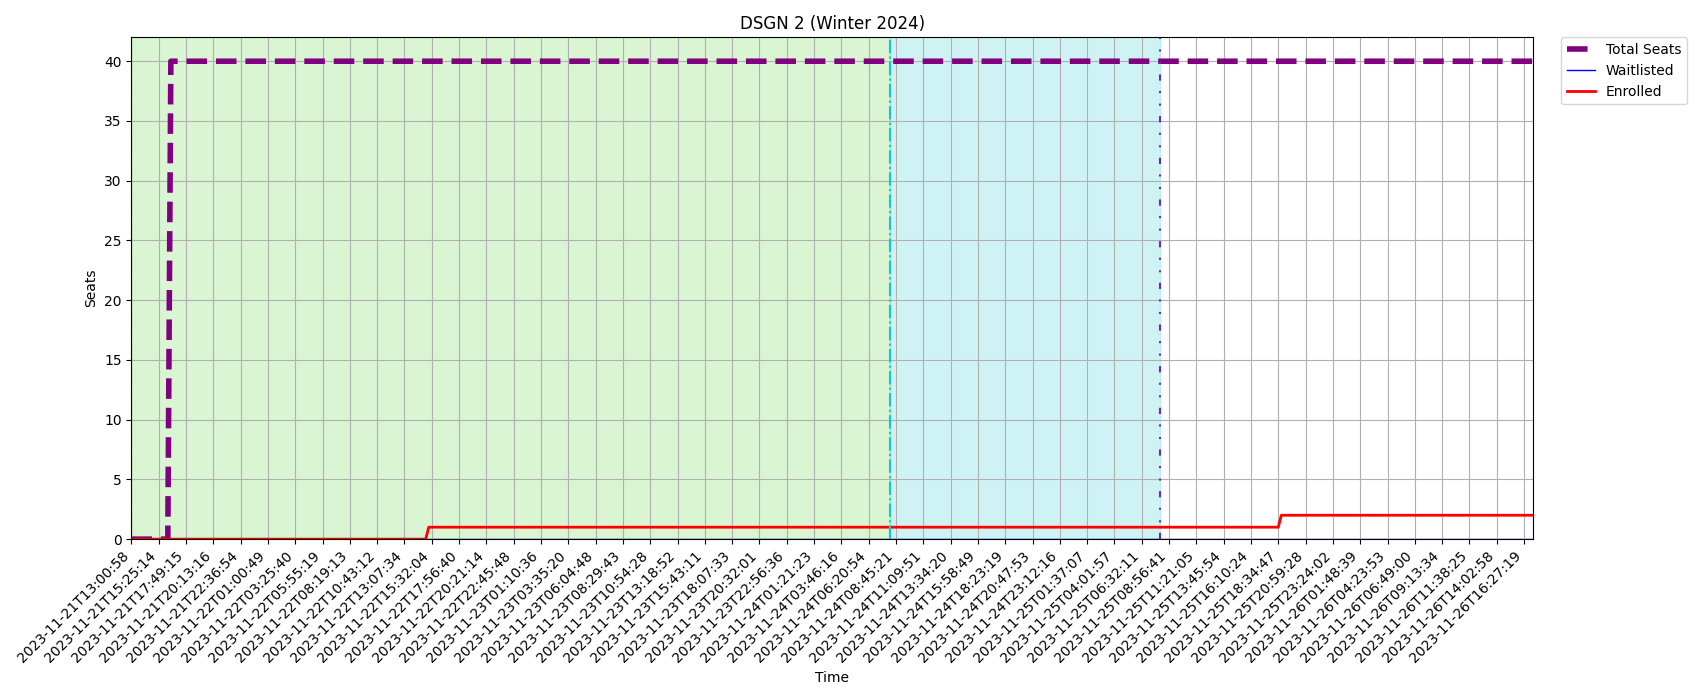 DSGN 2 (Winter 2024)
Total Seats
Waitlisted
Enrolled
Seats
40
35
30
25
20
15
10
5
0
2023-11-21T13:00:58
2023-11-21T15:25:14
2023-11-21T17:49:15
2023-11-21T20:13:16
2023-11-21T22:36:54
2023-11-22T01:00:49
2023-11-22T03:25:40
2023-11-22T05:55:19
2023-11-22T08:19:13
2023-11-22T10:43:12
2023-11-22T13:07:34
2023-11-22T15:32:04
2023-11-22T17:56:40
2023-11-22T20:21:14
2023-11-22T22:45:48
2023-11-23T01:10:36
2023-11-23T03:35:20
2023-11-23T06:04:48
2023-11-23T08:29:43
2023-11-23T10:54:28
2023-11-23T13:18:52
2023-11-23T15:43:11
2023-11-23T18:07:33
2023-11-23T20:32:01
2023-11-23T22:56:36
2023-11-24T01:21:23
2023-11-24T03:46:16
2023-11-24T06:20:54
2023-11-24T08:45:21
2023-11-24T11:09:51
2023-11-24T13:34:20
2023-11-24T15:58:49
2023-11-24T18:23:19
2023-11-24T20:47:53
2023-11-24T23:12:16
2023-11-25T01:37:07
2023-11-25T04:01:57
2023-11-25T06:32:11
2023-11-25T08:56:41
2023-11-25T11:21:05
2023-11-25T13:45:54
2023-11-25T16:10:24
2023-11-25T18:34:47
2023-11-25T20:59:28
2023-11-25T23:24:02
2023-11-26T01:48:39
2023-11-26T04:23:53
2023-11-26T06:49:00
2023-11-26T09:13:34
2023-11-26T11:38:25
2023-11-26T14:02:58
2023-11-26T16:27:19
Time